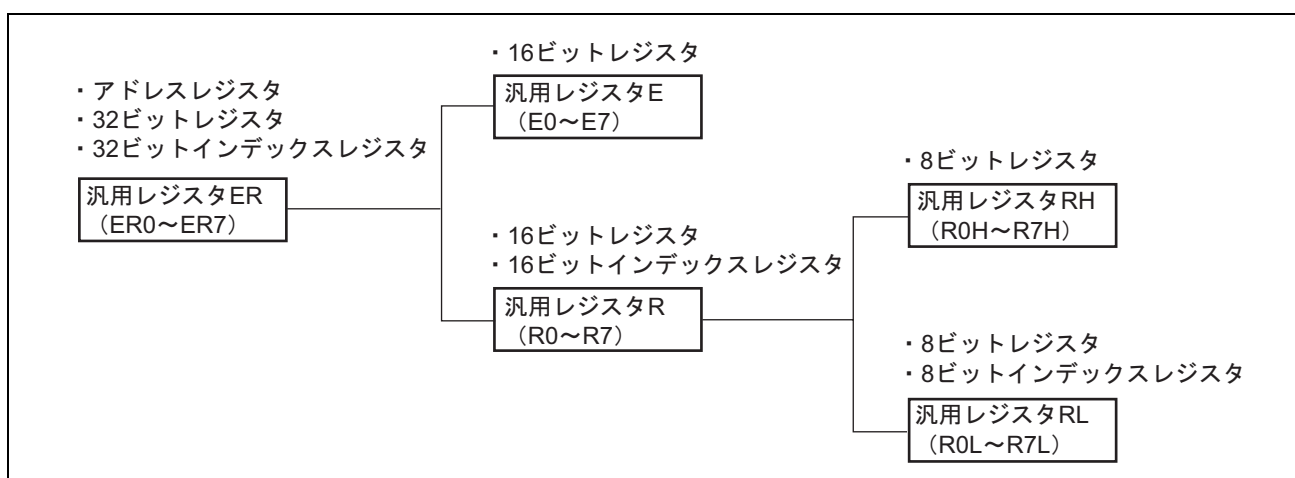 ・アドレスレジスタ
・32ビットレジスタ
・32ビットインデックスレジスタ
汎用レジスタER
（ER0～ER7）
・16ビットレジスタ
汎用レジスタE
（E0～E7）
・16ビットレジスタ
・16ビットインデックスレジスタ
汎用レジスタR
（R0～R7）
・8ビットレジスタ
汎用レジスタRH
（R0H～R7H）
・8ビットレジスタ
・8ビットインデックスレジスタ
汎用レジスタRL
（R0L～R7L）